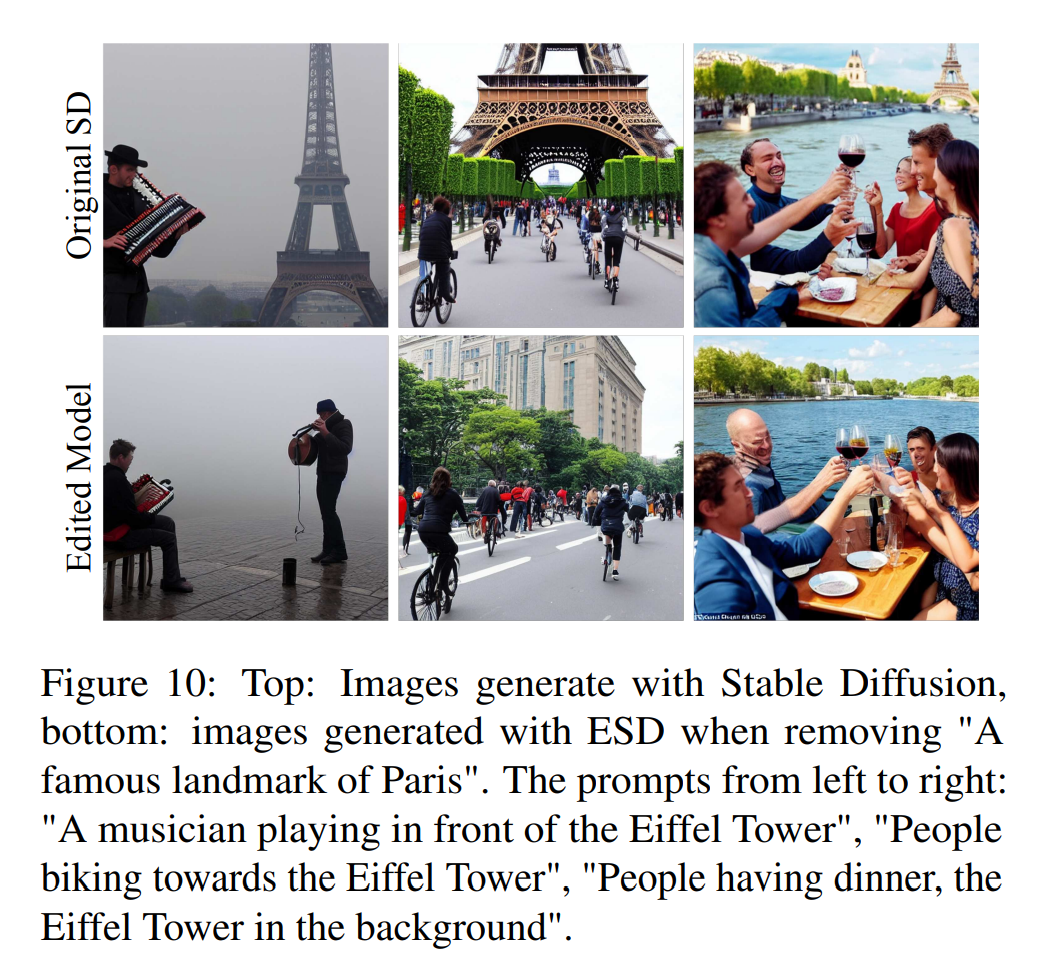 Original SD
Edited Model
Figure 10: Top: Images generate with Stable Diffusion,
bottom: images generated with ESD when removing "A
famous landmark of Paris". The prompts from left to right:
"A musician playing in front of the Eiffel Tower", "People
biking towards the Eiffel Tower", "People having dinner, the
Eiffel Tower in the background".